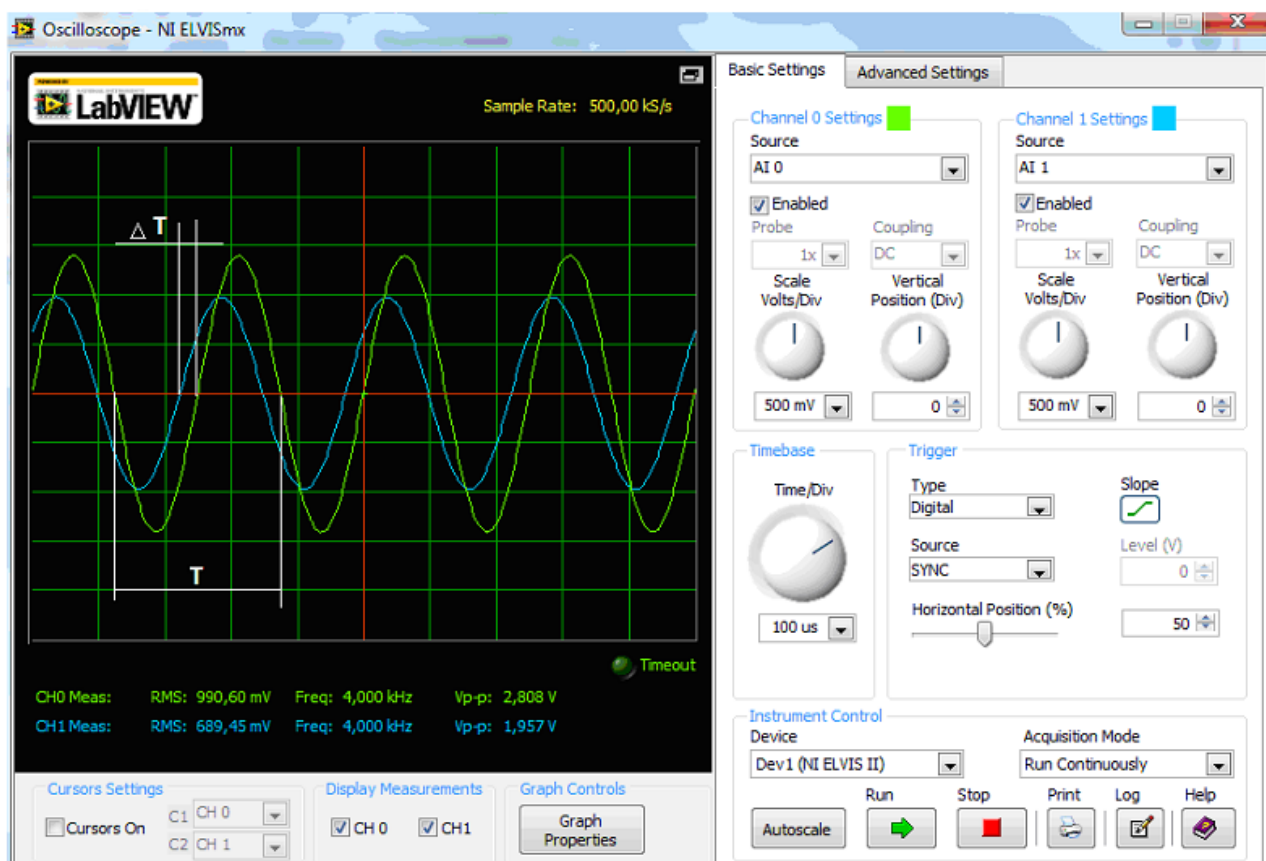 Oscilloscope - NI ELVISmx
LabVIEW
Sample Rate: 500,00 kS/s
△ T
T
Timeout
CH0 Meas: RMS: 990,60 mV Freq: 4,000 kHz Vp-p: 2,808 V
CH1 Meas: RMS: 689,45 mV Freq: 4,000 kHz Vp-p: 1,957 V
Cursors Settings
Cursors On
C1 CH 0
C2 CH 1
Display Measurements
CH 0 CH1
Graph Controls
Graph
Properties
Basic Settings Advanced Settings
Channel 0 Settings
Source
AI 0
Enabled
Probe Coupling
1x DC
Scale Vertical
Volts/Div Position (Div)
500 mV 0
Channel 1 Settings
Source
AI 1
Enabled
Probe Coupling
1x DC
Scale Vertical
Volts/Div Position (Div)
500 mV 0
Timebase
Time/Div
100 us
Trigger
Type Slope
Digital
Source Level (V)
SYNC 0
Horizontal Position (%)
50
Instrument Control
Device Acquisition Mode
Dev1 (NI ELVIS II) Run Continuously
Run Stop Print Log Help
Autoscale